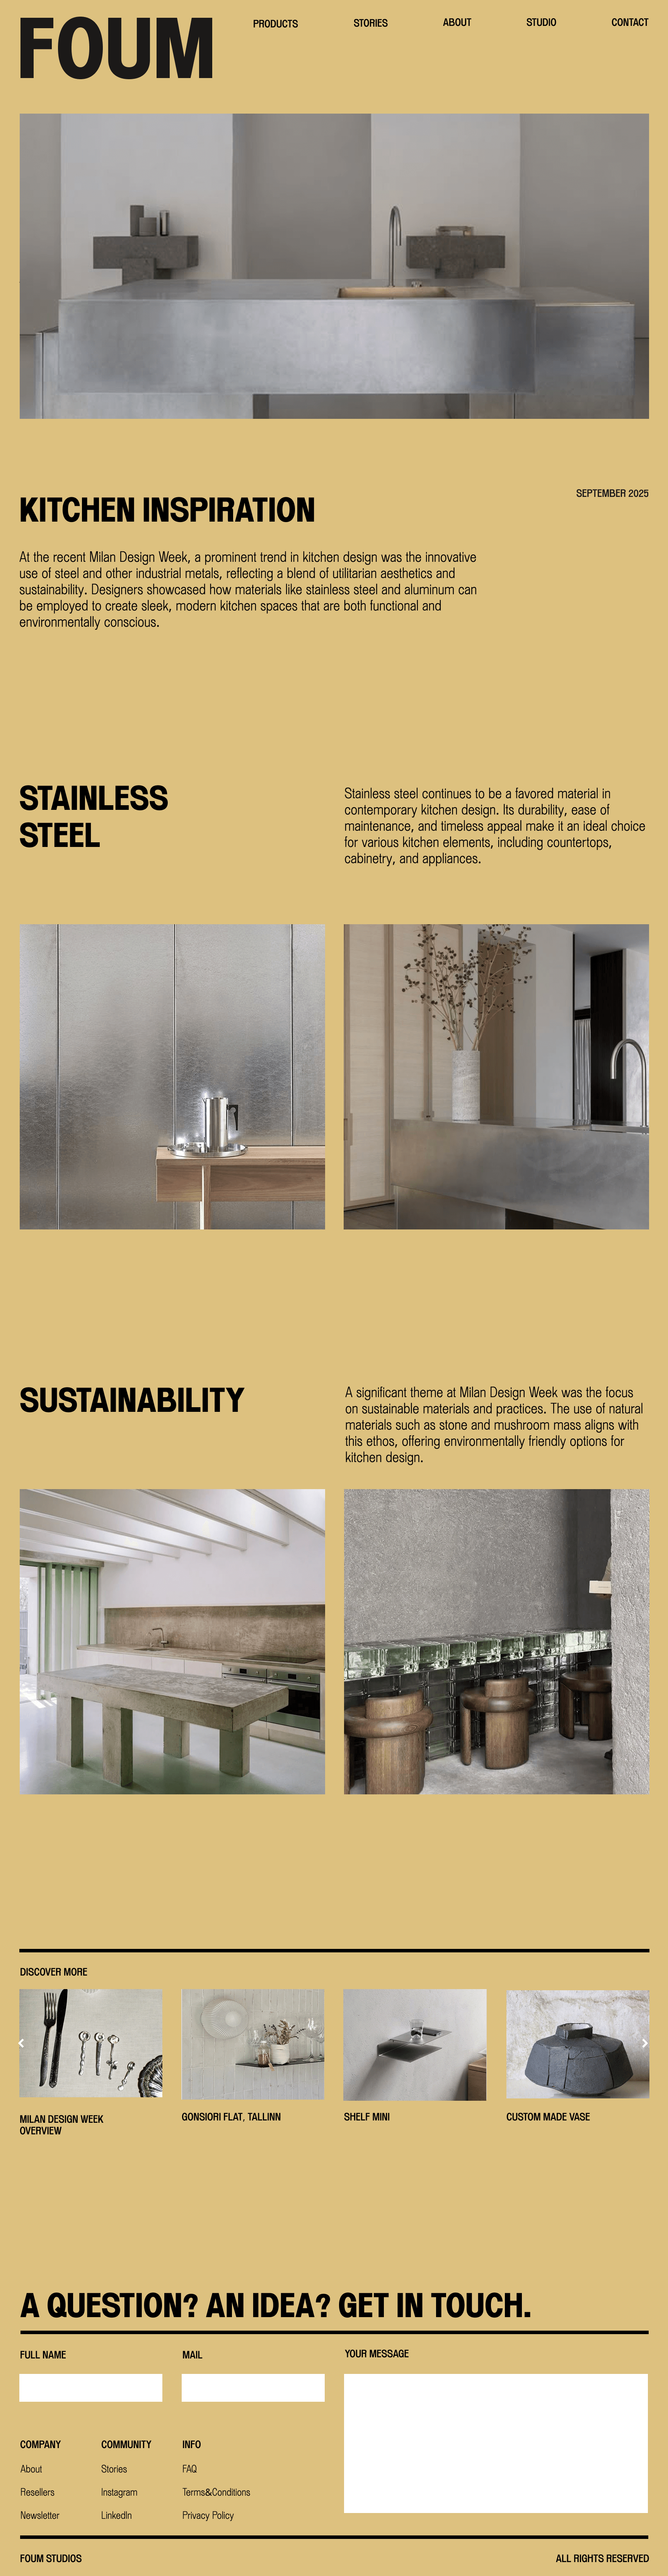 FOUM
PRODUCTS
STORIES
ABOUT
STUDIO
CONTACT
SEPTEMBER 2025
KITCHEN INSPIRATION
At the recent Milan Design Week, a prominent trend in kitchen design was the innovative
use of steel and other industrial metals, reflecting a blend of utilitarian aesthetics and
sustainability. Designers showcased how materials like stainless steel and aluminum can
be employed to create sleek, modern kitchen spaces that are both functional and
environmentally conscious.
STAINLESS
STEEL
Stainless steel continues to be a favored material in
contemporary kitchen design. Its durability, ease of
maintenance, and timeless appeal make it an ideal choice
for various kitchen elements, including countertops,
cabinetry, and appliances.
SUSTAINABILITY
A significant theme at Milan Design Week was the focus
on sustainable materials and practices. The use of natural
materials such as stone and mushroom mass aligns with
this ethos, offering environmentally friendly options for
kitchen design.
DISCOVER MORE
MILAN DESIGN WEEK
OVERVIEW
GONSIORI FLAT, TALLINN
SHELF MINI
CUSTOM MADE VASE
A QUESTION? AN IDEA? GET IN TOUCH.
FULL NAME
MAIL
YOUR MESSAGE
COMPANY
About
Resellers
Newsletter
COMMUNITY
Stories
Instagram
LinkedIn
INFO
FAQ
Terms&Conditions
Privacy Policy
FOUM STUDIOS
ALL RIGHTS RESERVED